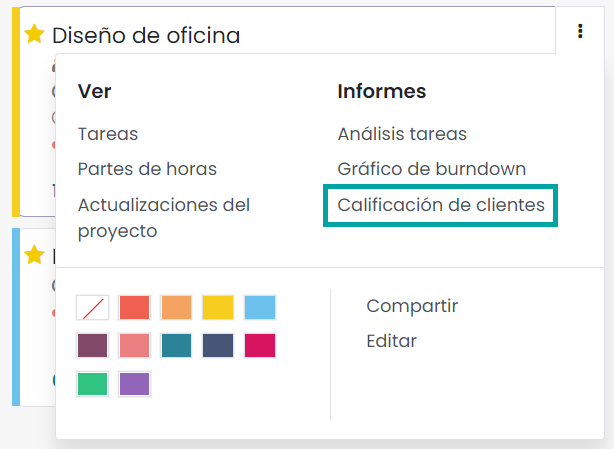 Diseño de oficina
Ver
Tareas
Partes de horas
Actualizaciones del
proyecto
Informes
Análisis tareas
Gráfico de burndown
Calificación de clientes
Compartir
Editar